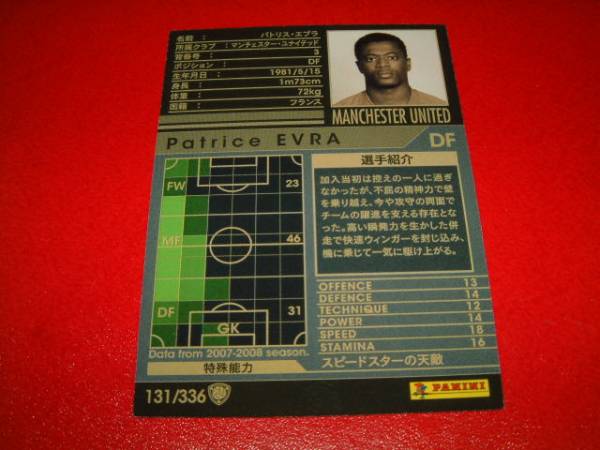 名前 : パトリス・エブラ
所属クラブ : マンチェスター・ユナイテッド
背番号 : 3
ポジション : DF
生年月日 : 1981/5/15
身長 : 1m73cm
体重 : 72kg
国籍 : フランス
MANCHESTER UNITED
Patrice EVRA DF
FW 23
MF 46
DF 31
GK
Data from 2007-2008 season.
選手紹介
加入当初は控えの一人に過ぎ
なかったが、不屈の精神力で壁
を乗り越え、今や攻守の両面で
チームの躍進を支える存在とな
った。高い瞬発力を生かした併
走で快速ウィンガーを封じ込み、
機に乗じて一気に駆け上がる。
OFFENCE 13
DEFENCE 14
TECHNIQUE 12
POWER 14
SPEED 18
STAMINA 16
特殊能力 スピードスターの天敵
131/336
PANINI